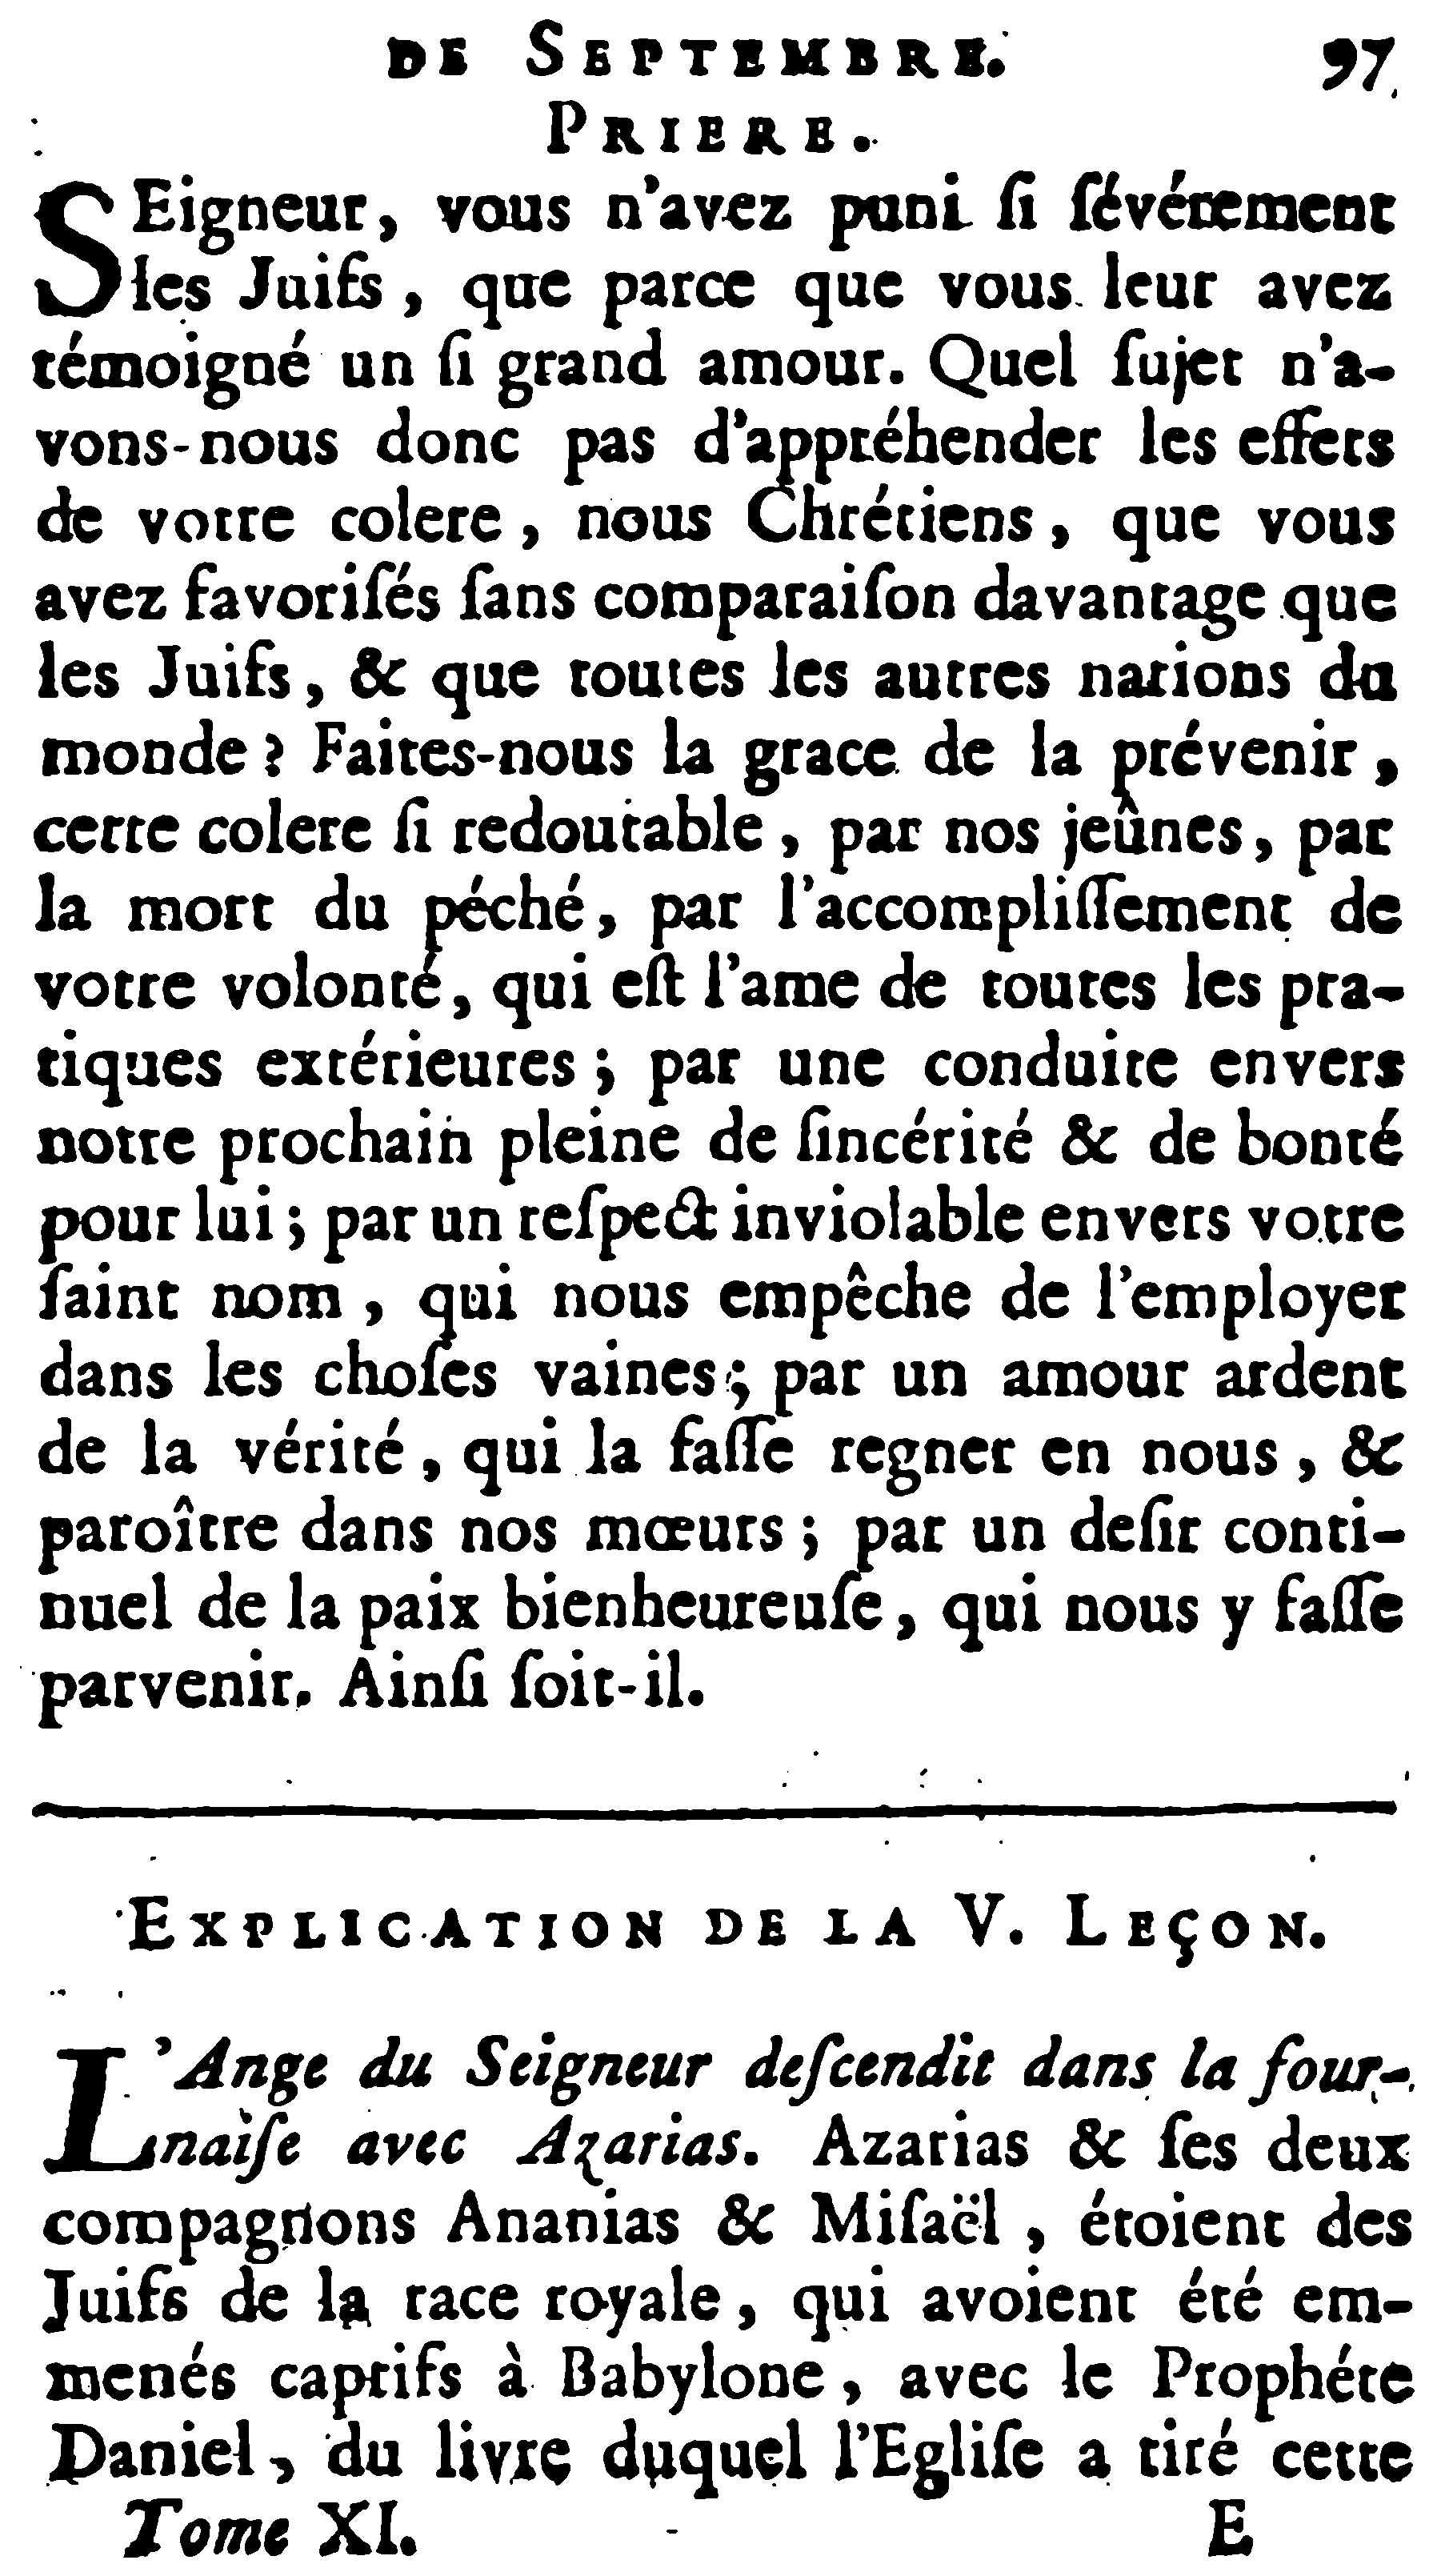 DE SEPTEMBRE. 97
PRIERE.
SEigneur, vous n'avez puni ſi ſévérement
les Juifs, que parce que vous leur avez
témoigné un ſi grand amour. Quel ſujet n'a-
vons-nous donc pas d'appréhender les effets
de votre colere, nous Chrétiens, que vous
avez favoriſés ſans comparaiſon davantage que
les Juifs, & que toutes les autres nations du
monde? Faites-nous la grace de la prévenir,
cette colere ſi redoutable, par nos jeûnes, par
la mort du péché, par l'accompliſſement de
votre volonté, qui eſt l'ame de toutes les pra-
tiques extérieures; par une conduite envers
notre prochain pleine de ſincérité & de bonté
pour lui; par un reſpect inviolable envers votre
ſaint nom, qui nous empêche de l'employer
dans les choſes vaines; par un amour ardent
de la vérité, qui la faſſe regner en nous, &
paroître dans nos mœurs; par un deſir conti-
nuel de la paix bienheureuſe, qui nous y faſſe
parvenir. Ainſi ſoit-il.
EXPLICATION DE LA V. LEÇON.
L'Ange du Seigneur deſcendit dans la four-
naiſe avec Azarias. Azarias & ſes deux
compagnons Ananias & Miſaël, étoient des
Juifs de la race royale, qui avoient été em-
menés captifs à Babylone, avec le Prophéte
Daniel, du livre duquel l'Egliſe a tiré cette
Tome XI. E